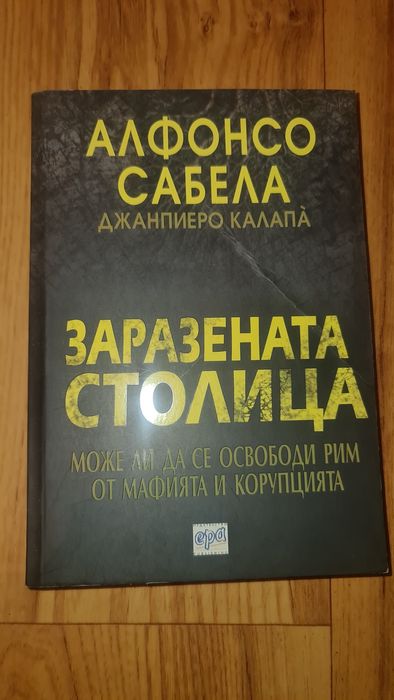 АЛФОНСО
САБЕЛА
ДЖАНПИЕРО КАЛАПА̀
ЗАРАЗЕНАТА
СТОЛИЦА
МОЖЕ ЛИ ДА СЕ ОСВОБОДИ РИМ
ОТ МАФИЯТА И КОРУПЦИЯТА
ера